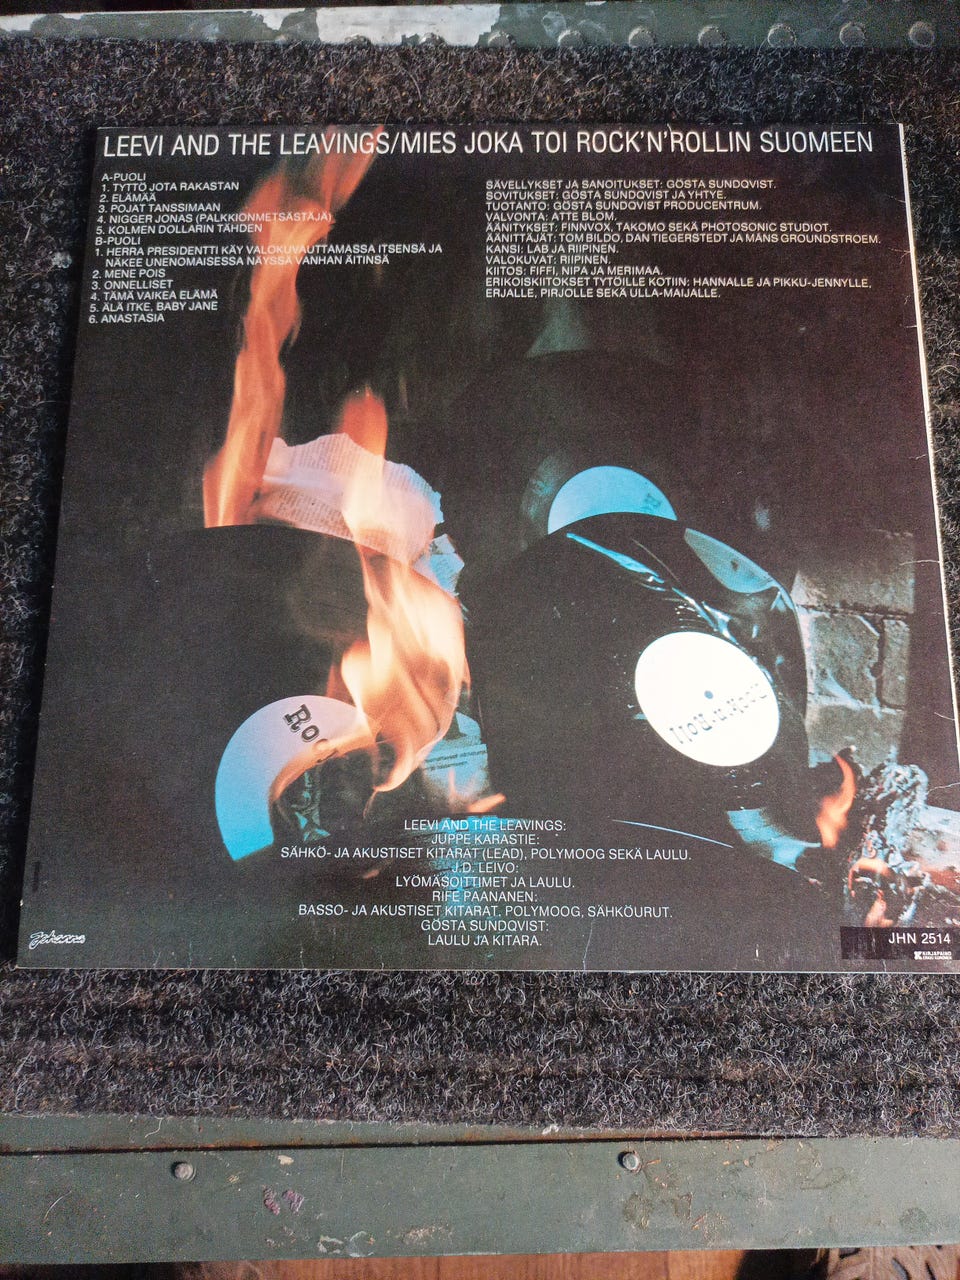 LEEVI AND THE LEAVINGS/MIES JOKA TOI ROCK'N'ROLLIN SUOMEEN
A-PUOLI
1. TYTTÖ JOTA RAKASTAN
2. ELÄMÄÄ
3. POJAT TANSSIMAAN
4. NIGGER JONAS (PALKKIONMETSÄSTÄJÄ)
5. KOLMEN DOLLARIN TÄHDEN
B-PUOLI
1. HERRA PRESIDENTTI KÄY VALOKUVAUTTAMASSA ITSENSÄ JA
NÄKEE UNENOMAISESSA NÄYSSÄ VANHAN ÄITINSÄ
2. MENE POIS
3. ONNELLISET
4. TÄMÄ VAIKEA ELÄMÄ
5. ÄLÄ ITKE, BABY JANE
6. ANASTASIA
SÄVELLYKSET JA SANOITUKSET: GÖSTA SUNDQVIST.
SOVITUKSET: GÖSTA SUNDQVIST JA YHTYE.
TUOTANTO: GÖSTA SUNDQVIST PRODUCENTRUM.
VALVONTA: ATTE BLOM.
ÄÄNITYKSET: FINNVOX, TAKOMO SEKÄ PHOTOSONIC STUDIOT.
ÄÄNITTÄJÄT: TOM BILDO, DAN TIEGERSTEDT JA MÅNS GROUNDSTROEM.
KANSI: LAB JA RIIPINEN.
VALOKUVAT: RIIPINEN.
KIITOS: FIFFI, NIPA JA MERIMAA.
ERIKOISKIITOKSET TYTÖILLE KOTIIN: HANNALLE JA PIKKU-JENNYLLE,
ERJALLE, PIRJOLLE SEKÄ ULLA-MAIJALLE.
Rock
Rock'n'Roll
LEEVI AND THE LEAVINGS:
JUPPE KARASTIE:
SÄHKÖ- JA AKUSTISET KITARAT (LEAD), POLYMOOG SEKÄ LAULU.
J.D. LEIVO:
LYÖMÄSOITTIMET JA LAULU.
RIFE PAANANEN:
BASSO- JA AKUSTISET KITARAT, POLYMOOG, SÄHKÖURUT.
GÖSTA SUNDQVIST:
LAULU JA KITARA.
Johanna
JHN 2514
KIRJAPAINO